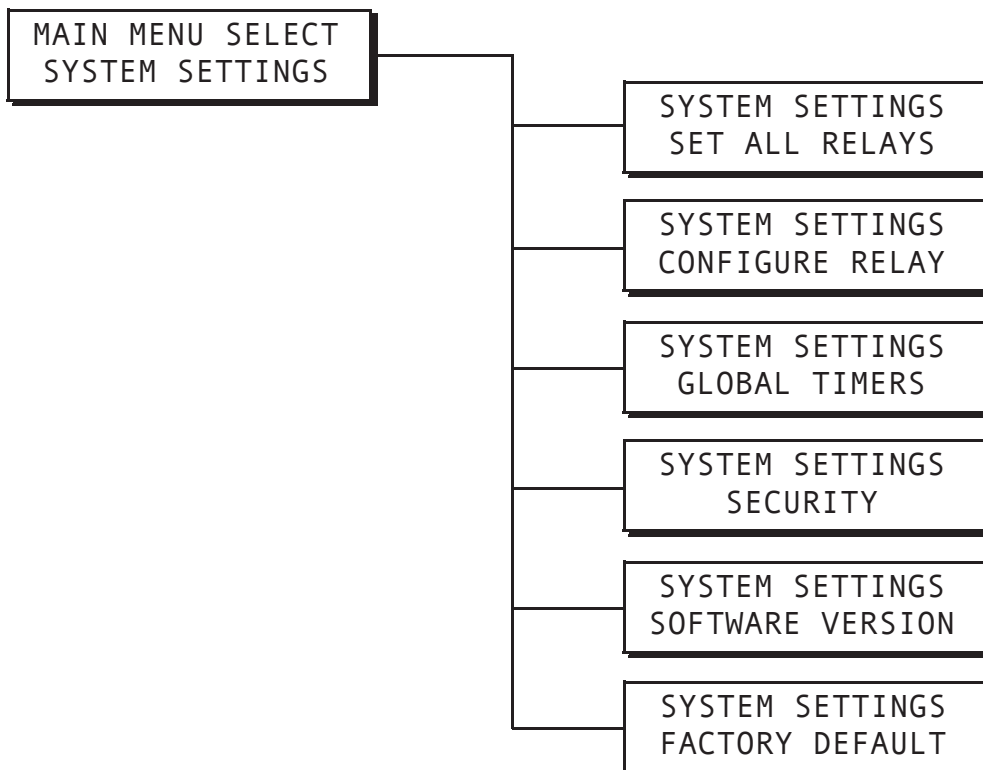 MAIN MENU SELECT
SYSTEM SETTINGS
SYSTEM SETTINGS
SET ALL RELAYS
SYSTEM SETTINGS
CONFIGURE RELAY
SYSTEM SETTINGS
GLOBAL TIMERS
SYSTEM SETTINGS
SECURITY
SYSTEM SETTINGS
SOFTWARE VERSION
SYSTEM SETTINGS
FACTORY DEFAULT